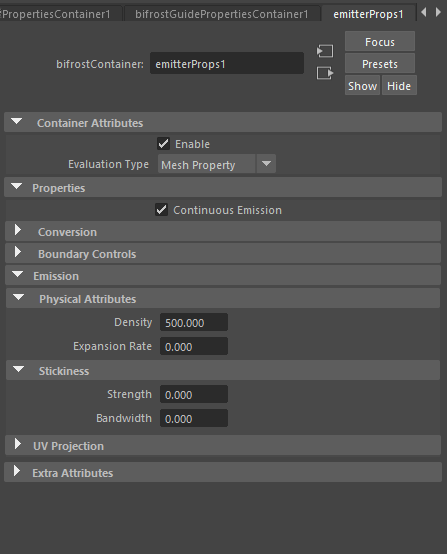 PropertiesContainer1 bifrostGuidePropertiesContainer1 emitterProps1
Focus
bifrostContainer: emitterProps1
Presets
Show Hide
Container Attributes
Enable
Evaluation Type Mesh Property
Properties
Continuous Emission
Conversion
Boundary Controls
Emission
Physical Attributes
Density 500.000
Expansion Rate 0.000
Stickiness
Strength 0.000
Bandwidth 0.000
UV Projection
Extra Attributes